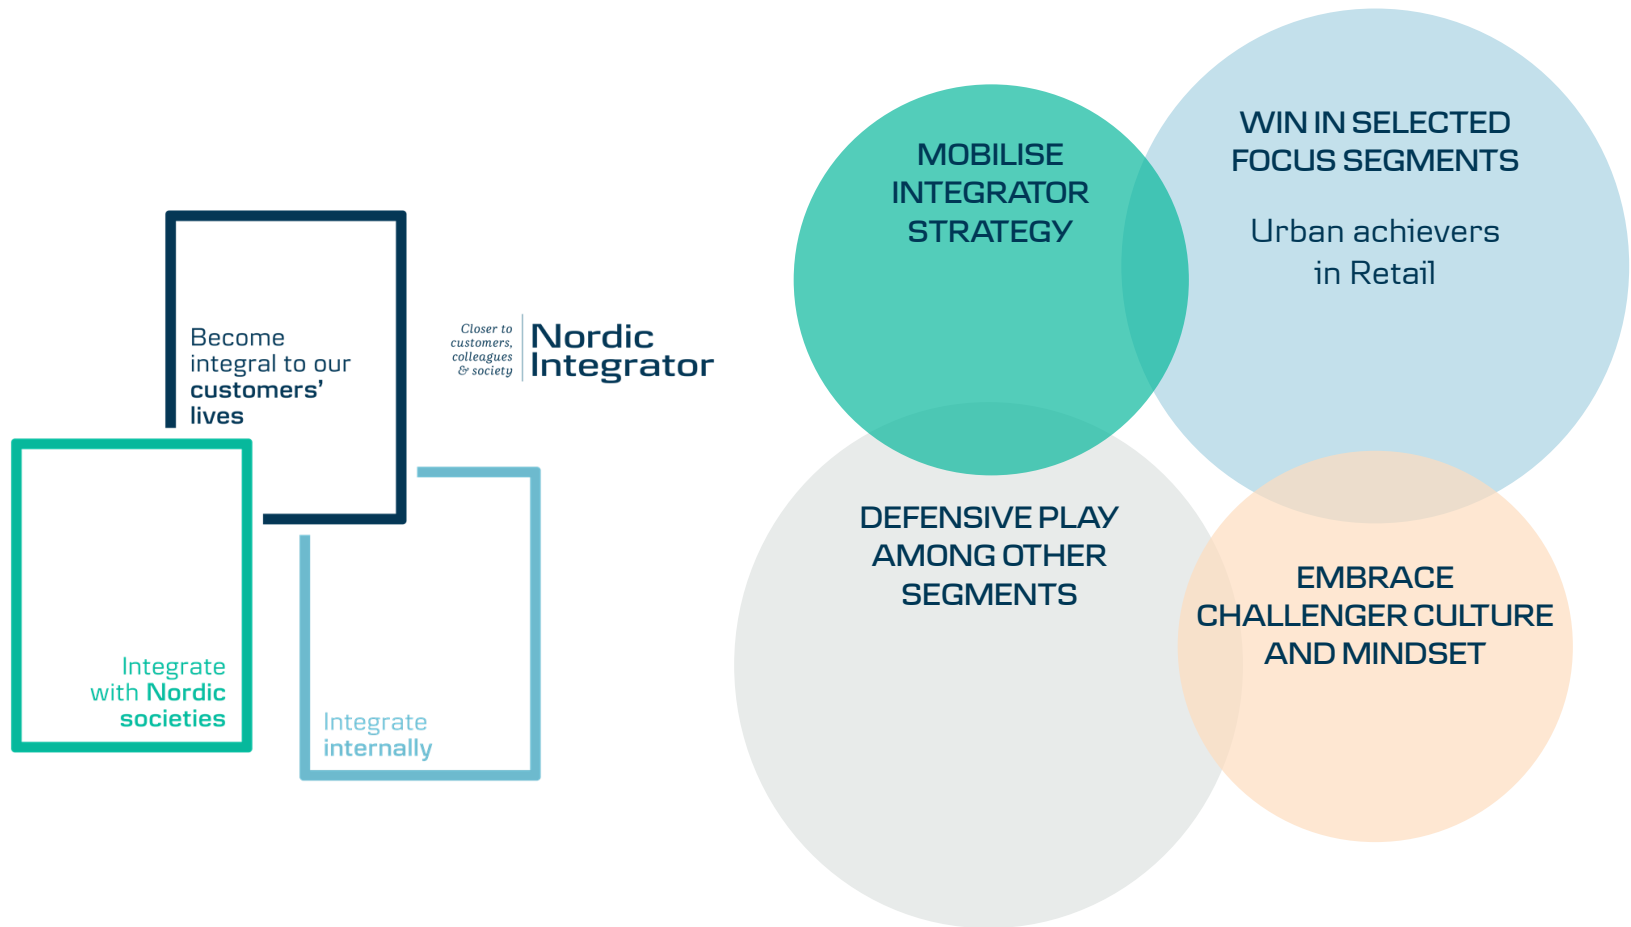 Become
integral to our
customers'
lives
Integrate
with Nordic
societies
Integrate
internally
Closer to
customers,
colleagues
& society
Nordic
Integrator
MOBILISE
INTEGRATOR
STRATEGY
WIN IN SELECTED
FOCUS SEGMENTS
Urban achievers
in Retail
DEFENSIVE PLAY
AMONG OTHER
SEGMENTS
EMBRACE
CHALLENGER CULTURE
AND MINDSET